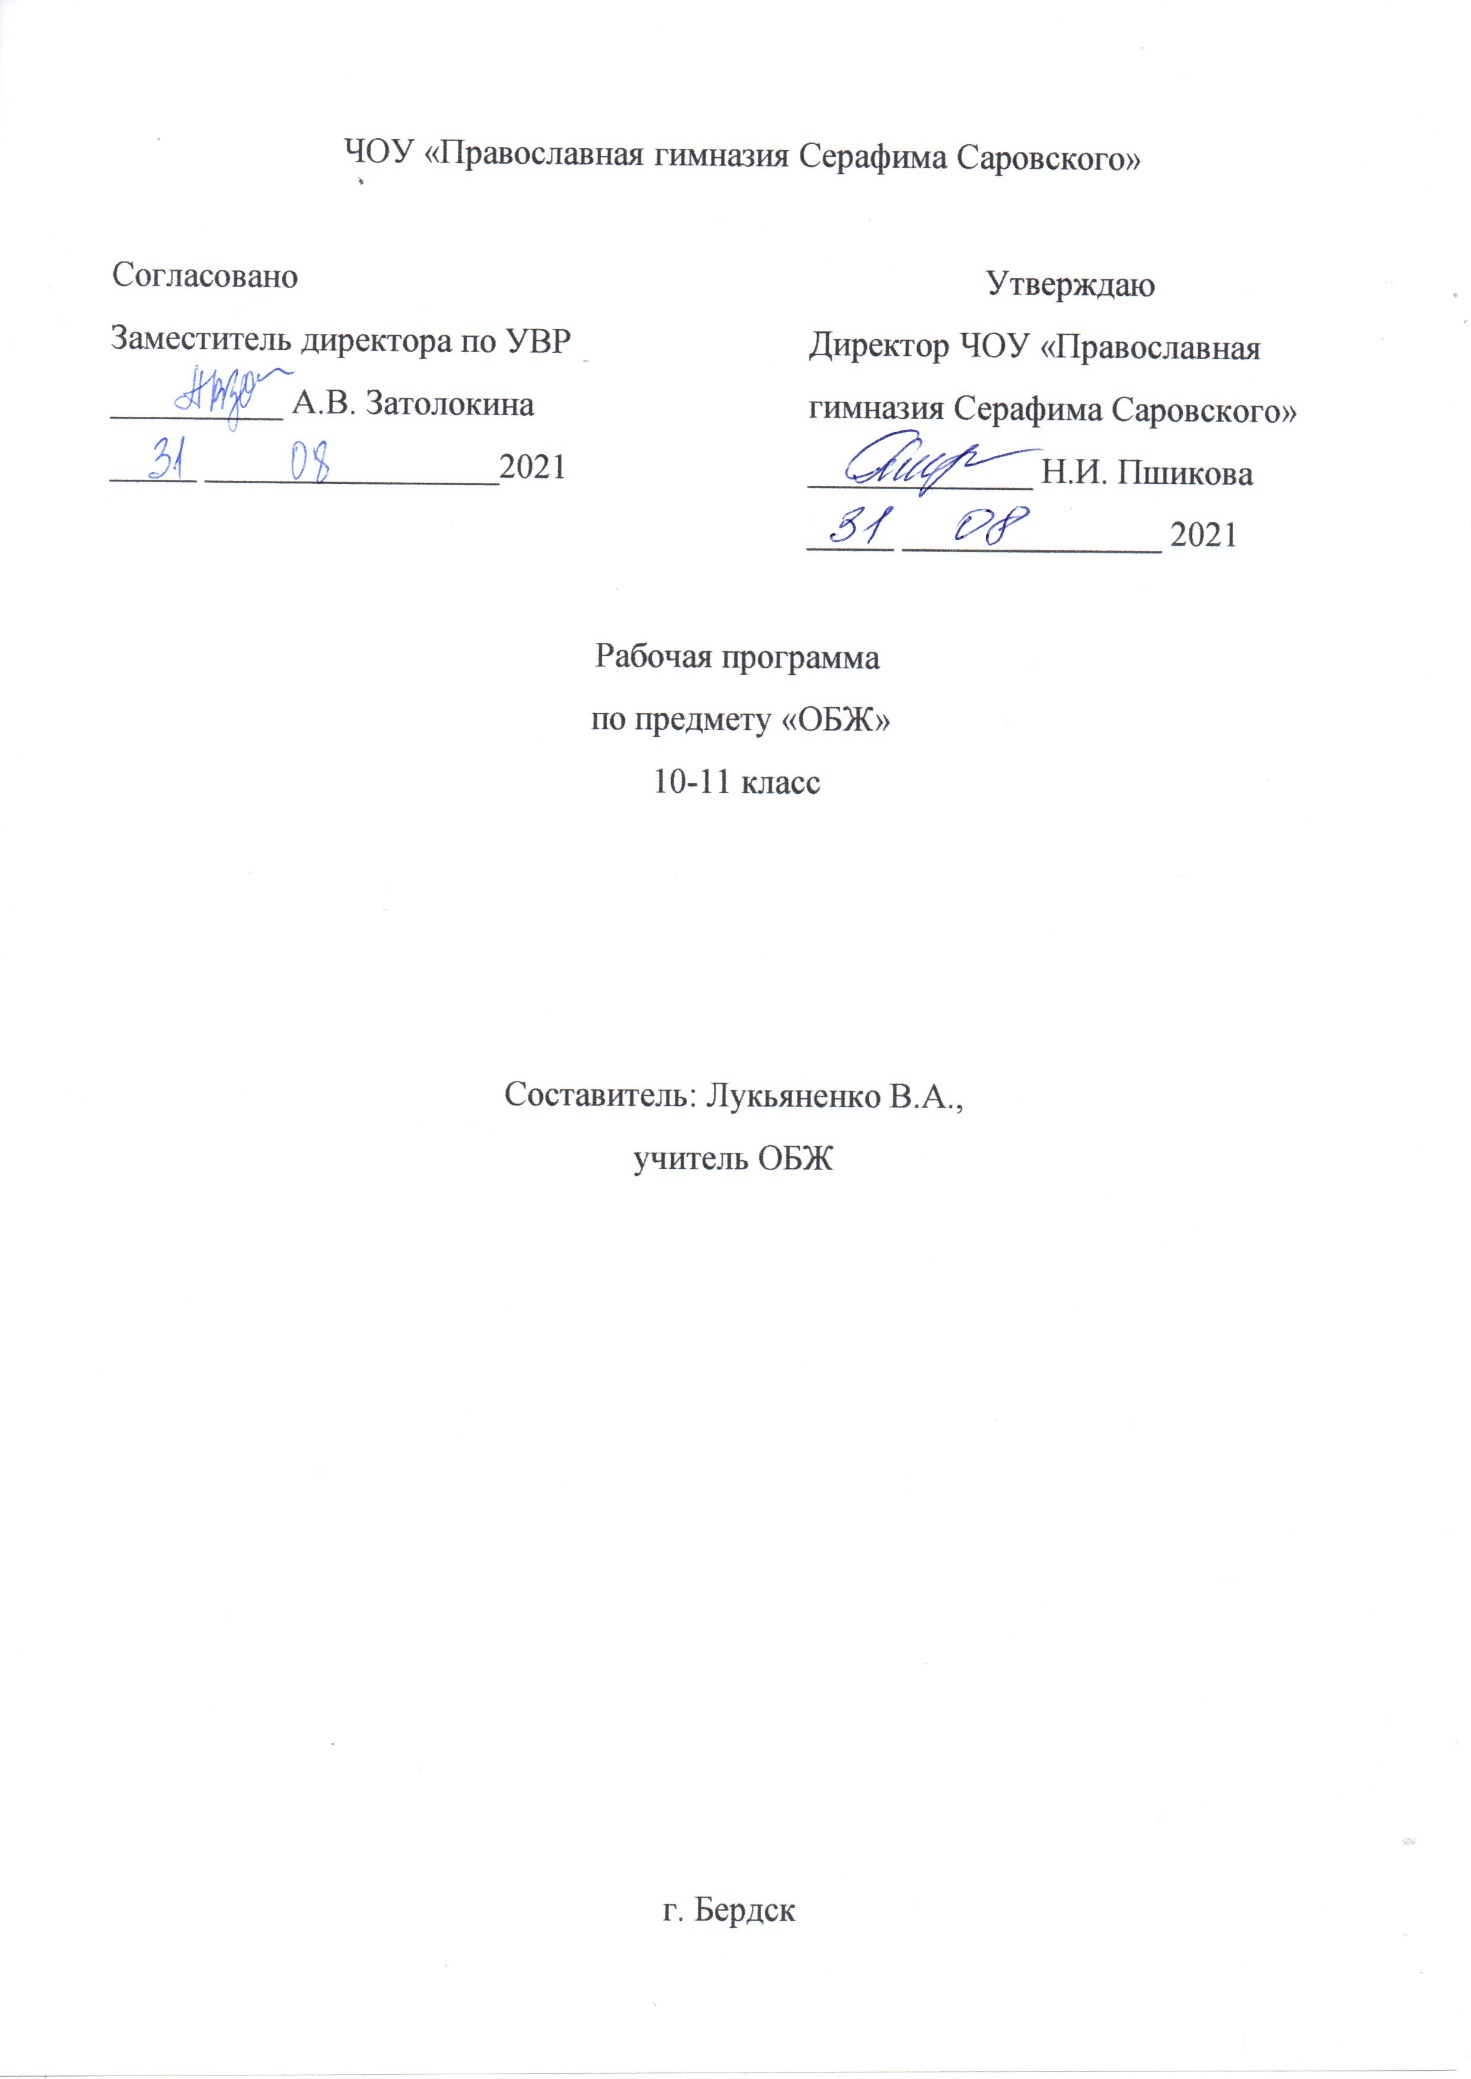 ЧОУ «Православная гимназия Серафима Саровского»
Согласовано
Заместитель директора по УВР
____________ А.В. Затолокина
31 08 2021
Утверждаю
Директор ЧОУ «Православная
гимназия Серафима Саровского»
________________ Н.И. Пшикова
31 08 2021
Рабочая программа
по предмету «ОБЖ»
10-11 класс
Составитель: Лукьяненко В.А.,
учитель ОБЖ
г. Бердск